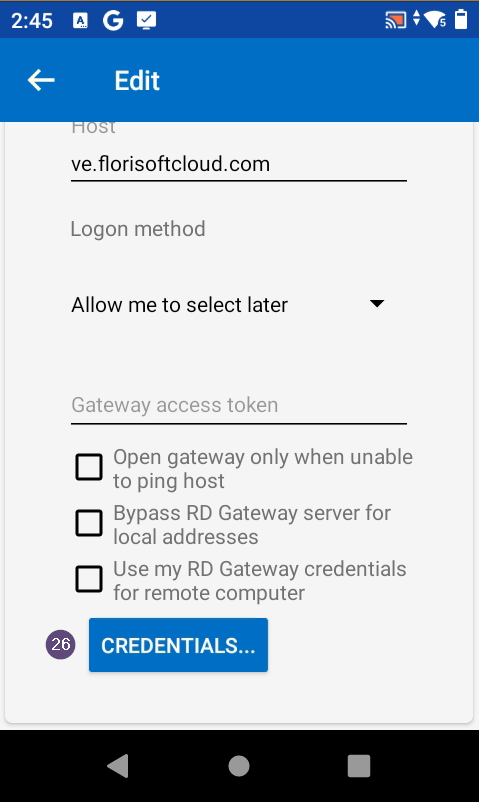 2:45
Edit
Host
ve.florisoftcloud.com
Logon method
Allow me to select later
Gateway access token
Open gateway only when unable
to ping host
Bypass RD Gateway server for
local addresses
Use my RD Gateway credentials
for remote computer
26
CREDENTIALS...